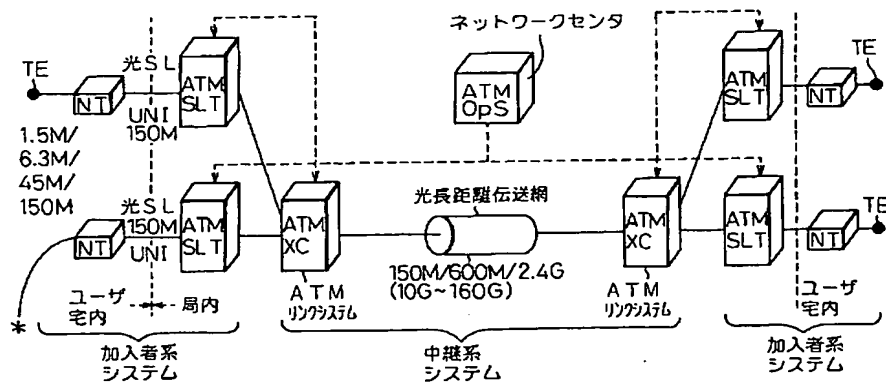 ネットワークセンタ
TE
光SL
ATM
SLT
ATM
OpS
ATM
SLT
TE
NT
UNI
150M
NT
1.5M/
6.3M/
45M/
150M
光SL
150M
UNI
NT
ATM
SLT
ATM
XC
光長距離伝送網
150M/600M/2.4G
(10G~160G)
ATM
XC
ATM
SLT
NT
TE
*
ユーザ
宅内
局内
ATM
リンクシステム
ATM
リンクシステム
ユーザ
宅内
加入者系
システム
中継系
システム
加入者系
システム